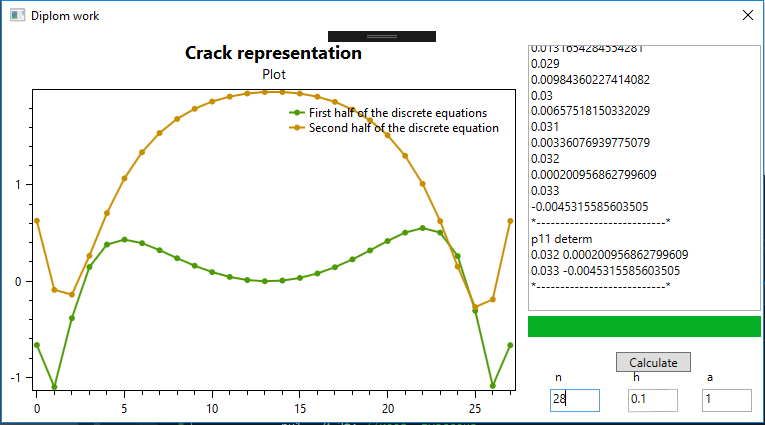 Diplom work
Crack representation
Plot
First half of the discrete equations
Second half of the discrete equation
1
0
-1
0
5
10
15
20
25
0.0131654284554281
0.029
0.00984360227414082
0.03
0.00657518150332029
0.031
0.00336076939775079
0.032
0.000200956862799609
0.033
-0.0045315585603505
*--------------------------*
p11 determ
0.032 0.000200956862799609
0.033 -0.0045315585603505
*--------------------------*
Calculate
n h a
28 0.1 1